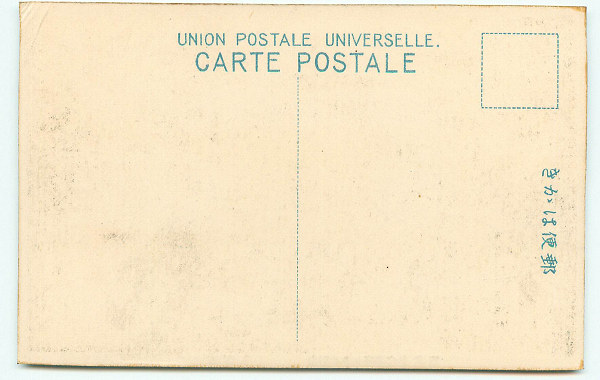 UNION POSTALE UNIVERSELLE.
CARTE POSTALE
きかは便郵